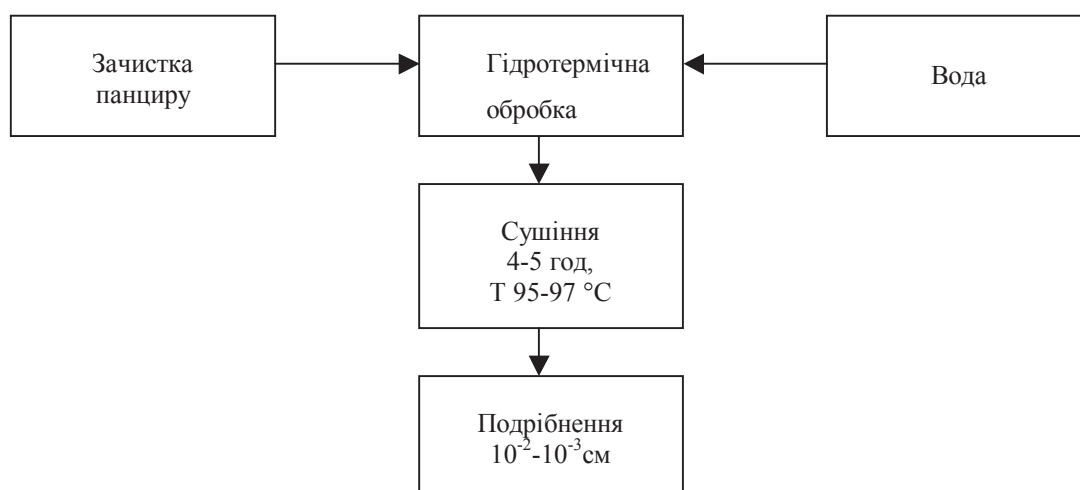 Зачистка
панциру
Гідротермічна
обробка
Вода
Сушіння
4-5 год,
Т 95-97 °С
Подрібнення
10⁻²-10⁻³см